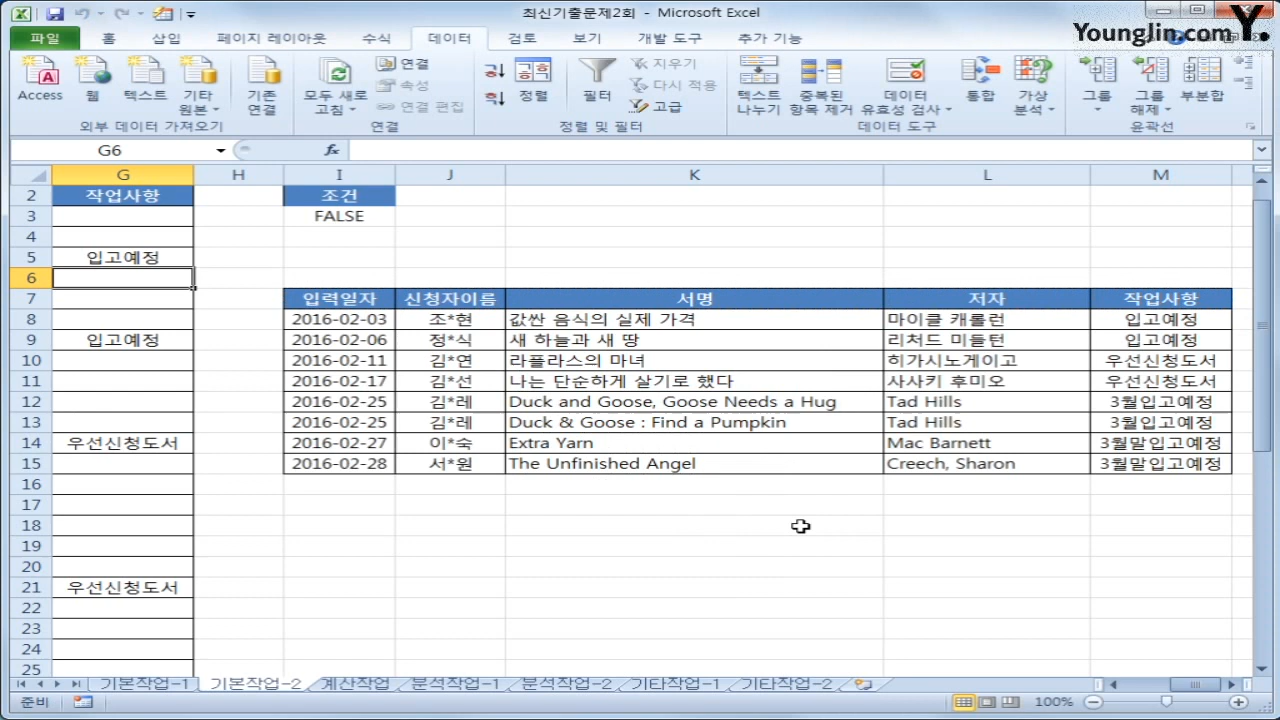 최신기출문제2회 - Microsoft Excel
Younglin.com Y.
파일 홈 삽입 페이지 레이아웃 수식 데이터 검토 보기 개발 도구 추가 기능
Access 웹 텍스트 기타 원본 기존 연결 모두 새로 고침 연결 속성 연결 편집 정렬 필터 지우기 다시 적용 고급 텍스트 나누기 중복된 항목 제거 데이터 유효성 검사 통합 가상 분석 그룹 그룹 해제 부분합
외부 데이터 가져오기 연결 정렬 및 필터 데이터 도구 윤곽선
G6 fx
G H I J K L M
2 작업사항 조건
3 FALSE
4
5 입고예정
6
7 입력일자 신청자이름 서명 저자 작업사항
8 2016-02-03 조*현 값싼 음식의 실제 가격 마이클 캐롤런 입고예정
9 입고예정 2016-02-06 정*식 새 하늘과 새 땅 리처드 미들턴 입고예정
10 2016-02-11 김*연 라플라스의 마녀 히가시노게이고 우선신청도서
11 2016-02-17 김*선 나는 단순하게 살기로 했다 사사키 후미오 우선신청도서
12 2016-02-25 김*레 Duck and Goose, Goose Needs a Hug Tad Hills 3월입고예정
13 2016-02-25 김*레 Duck & Goose : Find a Pumpkin Tad Hills 3월입고예정
14 우선신청도서 2016-02-27 이*숙 Extra Yarn Mac Barnett 3월말입고예정
15 2016-02-28 서*원 The Unfinished Angel Creech, Sharon 3월말입고예정
16
17
18
19
20
21 우선신청도서
22
23
24
25
기본작업-1 기본작업-2 계산작업 분석작업-1 분석작업-2 기타작업-1 기타작업-2
준비 100%